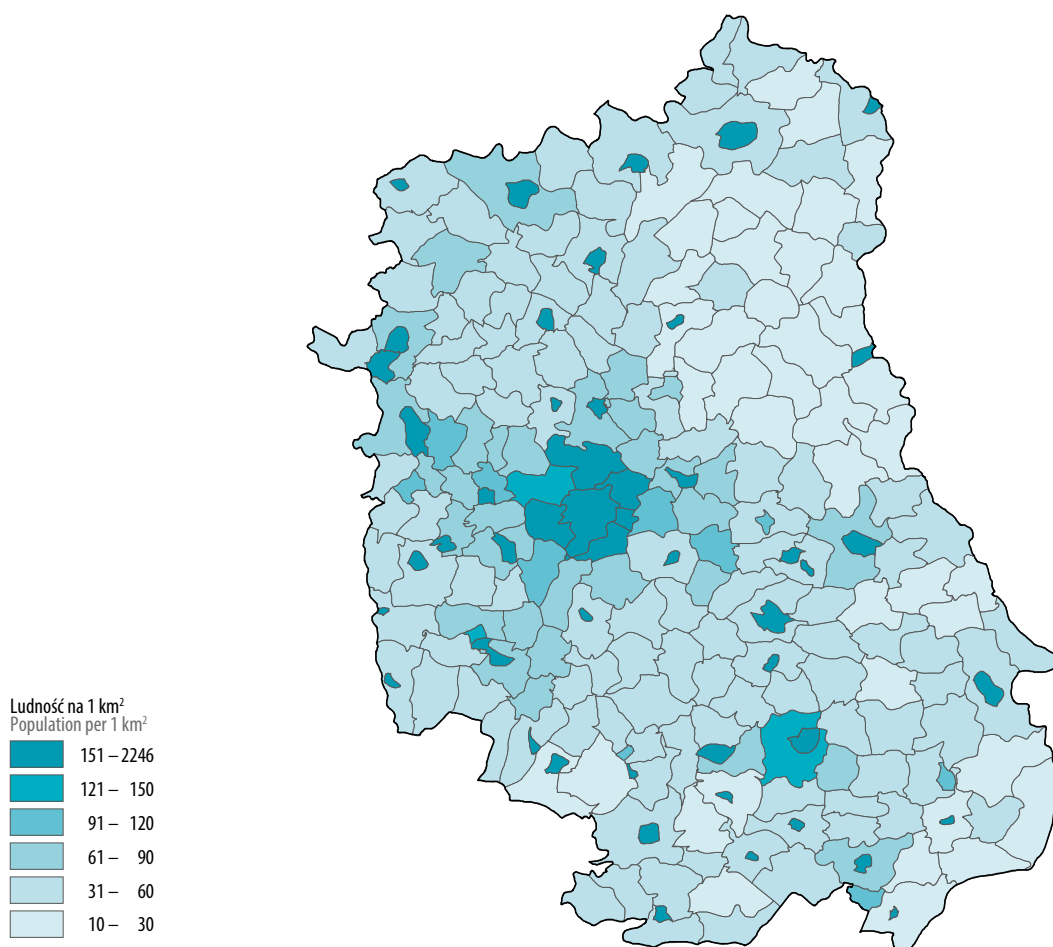 Ludność na 1 km²
Population per 1 km²
151 – 2246
121 – 150
91 – 120
61 – 90
31 – 60
10 – 30